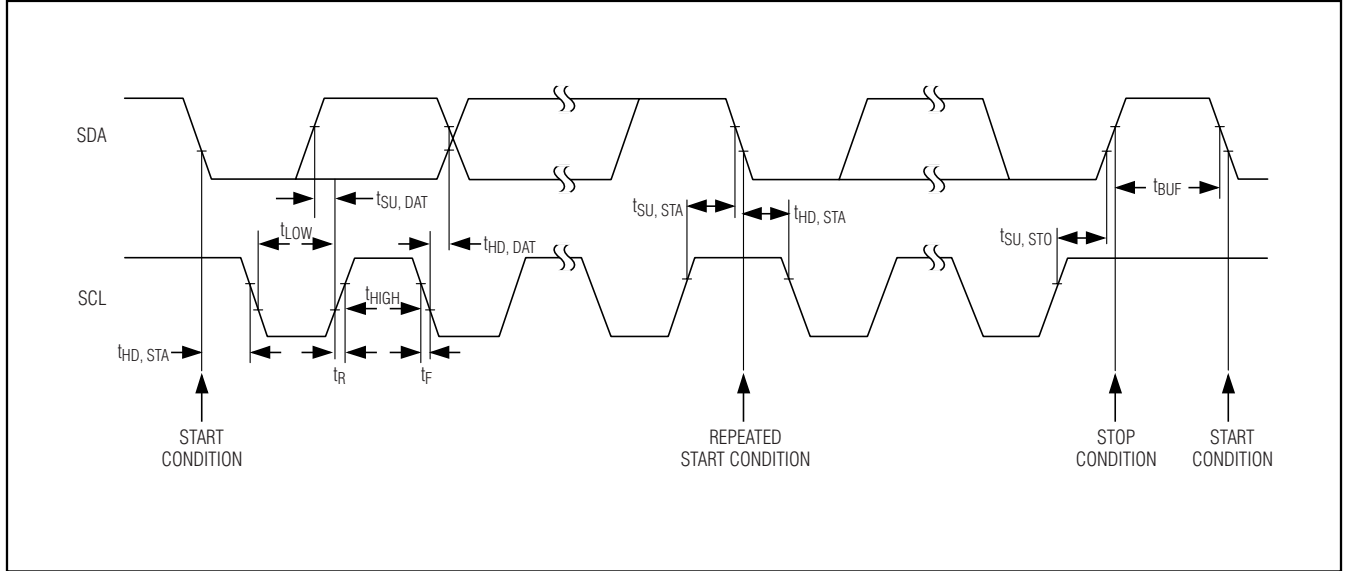 SDA
tSU, DAT
tSU, STA
tHD, STA
tBUF
tLOW
tHD, DAT
tSU, STO
SCL
tHIGH
tHD, STA
tR
tF
START
CONDITION
REPEATED
START CONDITION
STOP
CONDITION
START
CONDITION